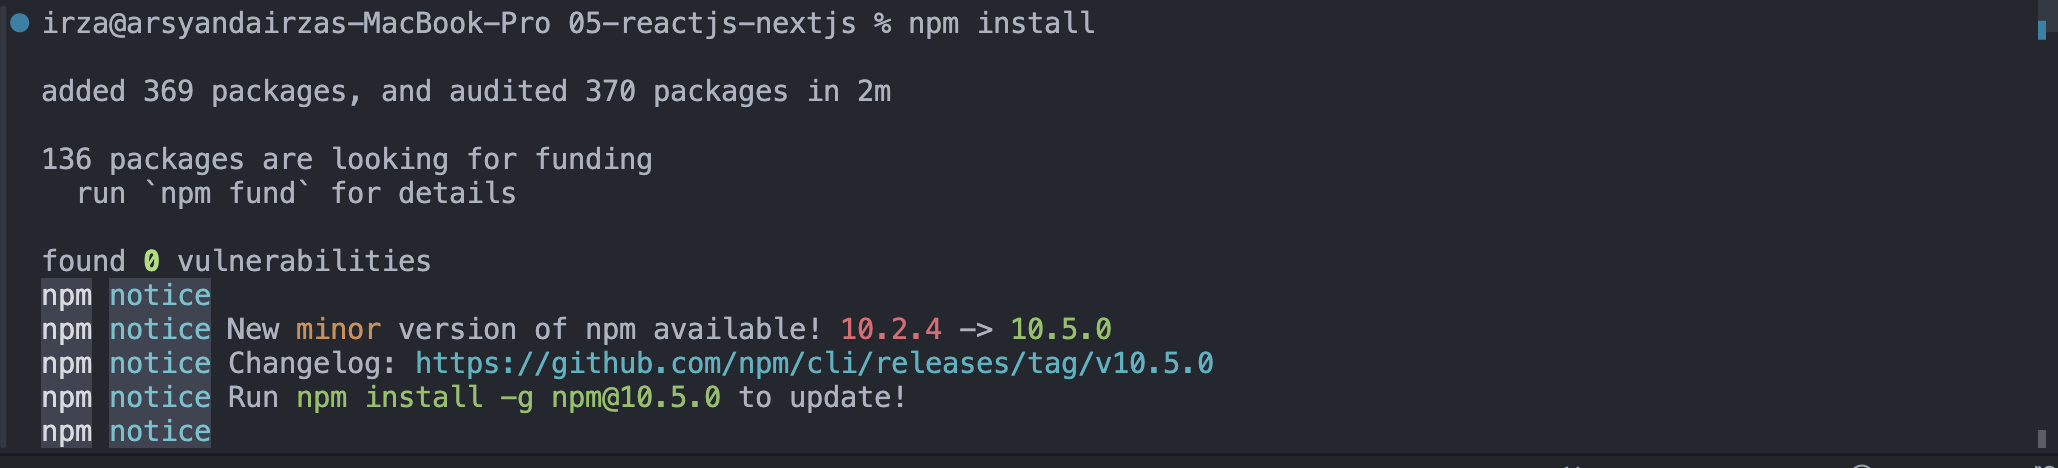 irza@arsyandairzas-MacBook-Pro 05-reactjs-nextjs % npm install
added 369 packages, and audited 370 packages in 2m
136 packages are looking for funding
  run `npm fund` for details
found 0 vulnerabilities
npm notice
npm notice New minor version of npm available! 10.2.4 -> 10.5.0
npm notice Changelog: https://github.com/npm/cli/releases/tag/v10.5.0
npm notice Run npm install -g npm@10.5.0 to update!
npm notice